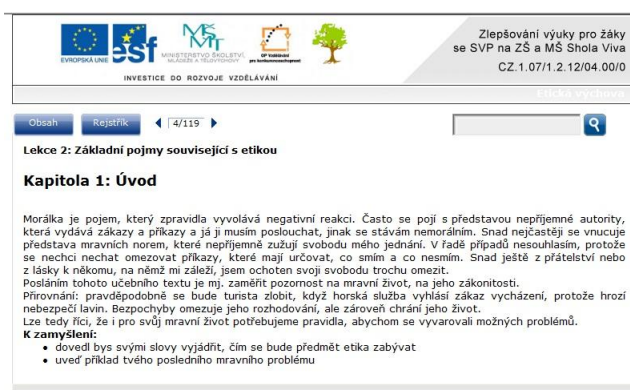 EVROPSKÁ UNIE
esf
MŠMT
MINISTERSTVO ŠKOLSTVÍ,
MLÁDEŽE A TĚLOVÝCHOVY
OP Vzdělávání
pro konkurenceschopnost
INVESTICE DO ROZVOJE VZDĚLÁVÁNÍ
Zlepšování výuky pro žáky
se SVP na ZŠ a MŠ Shola Viva
CZ.1.07/1.2.12/04.00/0
Etická výchova
Obsah
Rejstřík
4/119
Lekce 2: Základní pojmy související s etikou
Kapitola 1: Úvod
Morálka je pojem, který zpravidla vyvolává negativní reakci. Často se pojí s představou nepříjemné autority,
která vydává zákazy a příkazy a já ji musím poslouchat, jinak se stávám nemorálním. Snad nejčastěji se vnucuje
představa mravních norem, které nepříjemně zužují svobodu mého jednání. V řadě případů nesouhlasím, protože
se nechci nechat omezovat příkazy, které mají určovat, co smím a co nesmím. Snad ještě z přátelství nebo
z lásky k někomu, na němž mi záleží, jsem ochoten svoji svobodu trochu omezit.
Posláním tohoto učebního textu je mj. zaměřit pozornost na mravní život, na jeho zákonitosti.
Přirovnání: pravděpodobně se bude turista zlobit, když horská služba vyhlásí zákaz vycházení, protože hrozí
nebezpečí lavin. Bezpochyby omezuje jeho rozhodování, ale zároveň chrání jeho život.
Lze tedy říci, že i pro svůj mravní život potřebujeme pravidla, abychom se vyvarovali možných problémů.
K zamyšlení:
• dovedl bys svými slovy vyjádřit, čím se bude předmět etika zabývat
• uveď příklad tvého posledního mravního problému